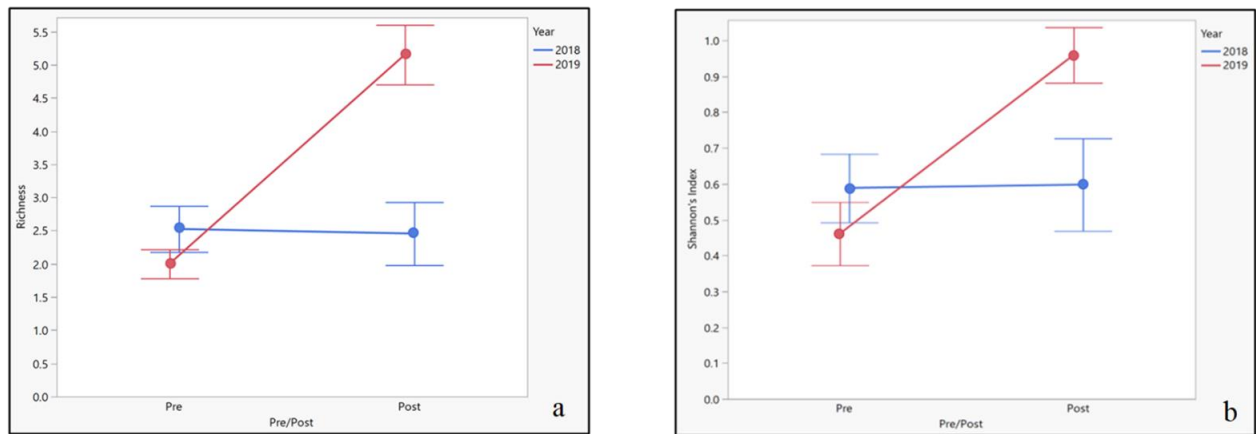 5.5
5.0
4.5
4.0
3.5
3.0
2.5
2.0
1.5
1.0
0.5
0.0
Richness
Pre
Post
Pre/Post
Year
2018
2019
a
1.0
0.9
0.8
0.7
0.6
0.5
0.4
0.3
0.2
0.1
0.0
Shannon's Index
Pre
Post
Pre/Post
Year
2018
2019
b